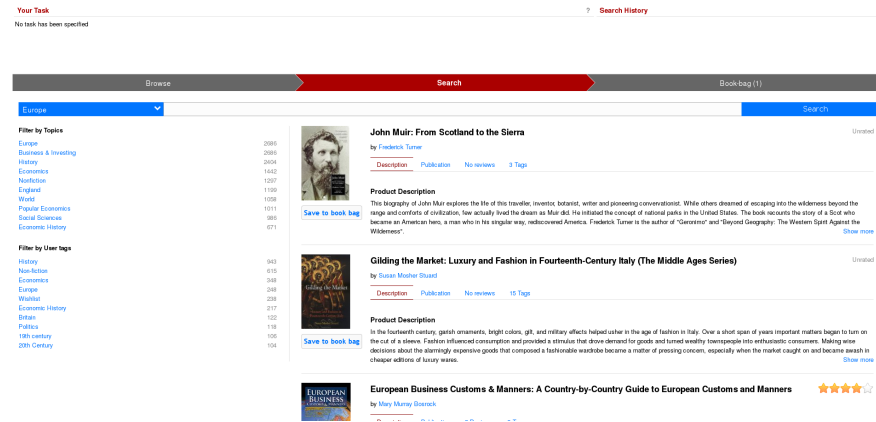 Your Task
? Search History
No task has been specified
Browse
Search
Book-bag (1)
Europe
Search
Filter by Topics
Europe 2686
Business & Investing 2686
History 2404
Economics 1442
Nonfiction 1297
England 1199
World 1058
Popular Economics 1011
Social Sciences 986
Economic History 671
Filter by User tags
History 943
Non-fiction 615
Economics 348
Europe 248
Wishlist 238
Economic History 217
Britain 122
Politics 118
19th century 106
20th Century 104
John Muir: From Scotland to the Sierra
Unrated
by Frederick Turner
Description Publication No reviews 3 Tags
Save to book bag
Product Description
This biography of John Muir explores the life of this traveller, inventor, botanist, writer and pioneering convervationist. While others dreamed of escaping into the wilderness beyond the
range and comforts of civilization, few actually lived the dream as Muir did. He initiated the concept of national parks in the United States. The book recounts the story of a Scot who
became an American hero, a man who in his singular way, rediscovered America. Frederick Turner is the author of "Geronimo" and "Beyond Geography: The Western Spirit Against the
Wilderness".
Show more
Gilding the Market: Luxury and Fashion in Fourteenth-Century Italy (The Middle Ages Series)
Unrated
by Susan Mosher Stuard
Description Publication No reviews 15 Tags
Gilding the Market
Save to book bag
Product Description
In the fourteenth century, garish ornaments, bright colors, gilt, and military effects helped usher in the age of fashion in Italy. Over a short span of years important matters began to turn on
the cut of a sleeve. Fashion influenced consumption and provided a stimulus that drove demand for goods and turned wealthy townspeople into enthusiastic consumers. Making wise
decisions about the alarmingly expensive goods that composed a fashionable wardrobe became a matter of pressing concern, especially when the market caught on and became awash in
cheaper editions of luxury wares.
Show more
European Business Customs & Manners: A Country-by-Country Guide to European Customs and Manners
by Mary Murray Bosrock
EUROPEAN
BUSINESS